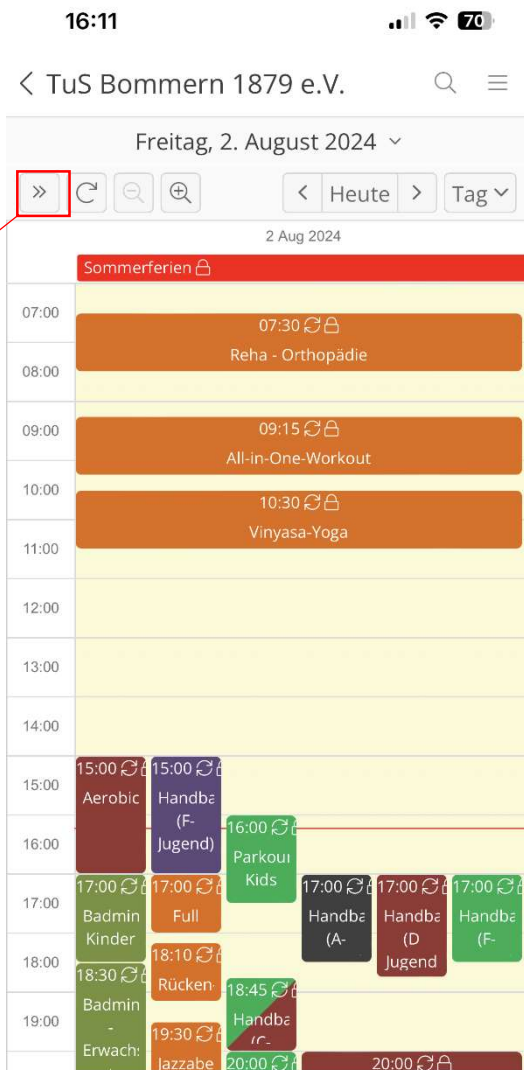 16:11
70
TuS Bommern 1879 e.V.
Freitag, 2. August 2024
Heute
Tag
2 Aug 2024
Sommerferien
07:00
07:30
Reha - Orthopädie
08:00
09:00
09:15
All-in-One-Workout
10:00
10:30
Vinyasa-Yoga
11:00
12:00
13:00
14:00
15:00
15:00
Aerobic
15:00
Handba
(F-
Jugend)
16:00
16:00
Parkour
Kids
17:00
17:00
Badmin
Kinder
17:00
Full
17:00
Handba
(A-
17:00
Handba
(D
Jugend
17:00
Handba
(F-
18:00
18:10
Rücken-
18:30
Badmin
-
Erwachs
18:45
Handba
(C-
19:00
19:30
Jazzabe
20:00
20:00